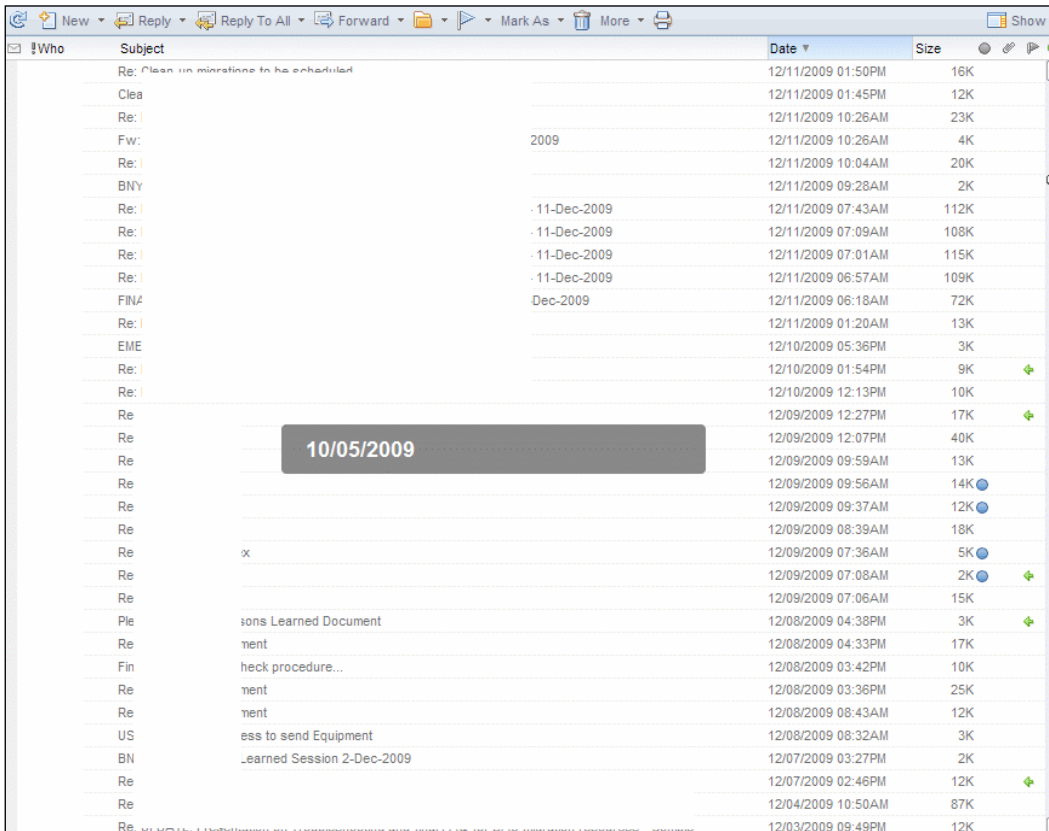 New Reply Reply To All Forward Mark As More Show
!Who Subject Date Size
Re: Clean up migrations to be scheduled 12/11/2009 01:50PM 16K
Clea 12/11/2009 01:45PM 12K
Re: 12/11/2009 10:26AM 23K
Fw: 2009 12/11/2009 10:26AM 4K
Re: 12/11/2009 10:04AM 20K
BNY 12/11/2009 09:28AM 2K
Re: - 11-Dec-2009 12/11/2009 07:43AM 112K
Re: - 11-Dec-2009 12/11/2009 07:09AM 108K
Re: - 11-Dec-2009 12/11/2009 07:01AM 115K
Re: - 11-Dec-2009 12/11/2009 06:57AM 109K
FINA Dec-2009 12/11/2009 06:18AM 72K
Re: 12/11/2009 01:20AM 13K
EME 12/10/2009 05:36PM 3K
Re: 12/10/2009 01:54PM 9K
Re: 12/10/2009 12:13PM 10K
Re 12/09/2009 12:27PM 17K
Re 12/09/2009 12:07PM 40K
10/05/2009
Re 12/09/2009 09:59AM 13K
Re 12/09/2009 09:56AM 14K
Re 12/09/2009 09:37AM 12K
Re 12/09/2009 08:39AM 18K
Re ex 12/09/2009 07:36AM 5K
Re 12/09/2009 07:08AM 2K
Re 12/09/2009 07:06AM 15K
Ple sons Learned Document 12/08/2009 04:38PM 3K
Re ment 12/08/2009 04:33PM 17K
Fin heck procedure... 12/08/2009 03:42PM 10K
Re ment 12/08/2009 03:36PM 25K
Re ment 12/08/2009 08:43AM 12K
US ess to send Equipment 12/08/2009 08:32AM 3K
BN Learned Session 2-Dec-2009 12/07/2009 03:27PM 2K
Re 12/07/2009 02:46PM 12K
Re 12/04/2009 10:50AM 87K
Re: UPDATE: Presentation on 12/03/2009 09:49PM 12K